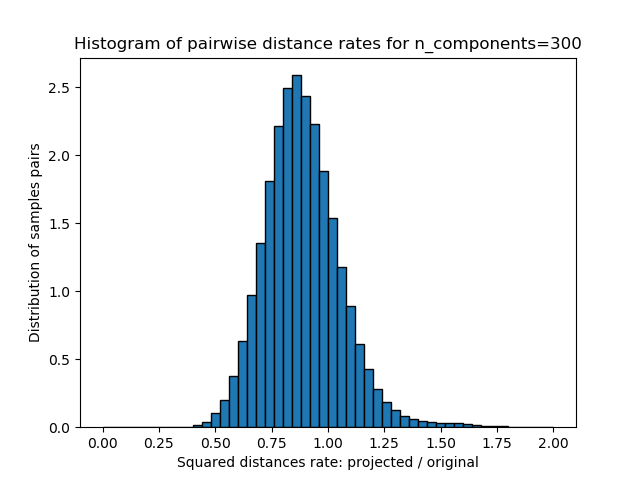 Histogram of pairwise distance rates for n_components=300
2.5
2.0
1.5
1.0
0.5
0.0
Distribution of samples pairs
0.00 0.25 0.50 0.75 1.00 1.25 1.50 1.75 2.00
Squared distances rate: projected / original